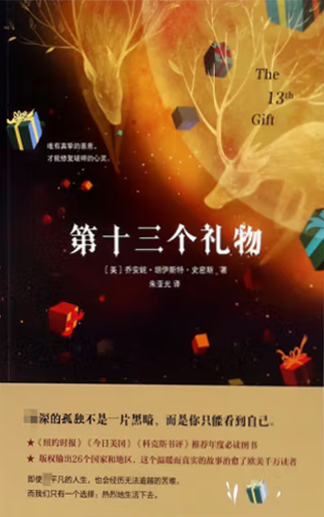 The
13th
Gift
唯有真挚的善意，
才能修复破碎的心灵。
第十三个礼物
［美］乔安妮·胡伊斯特·史密斯 著
朱亚光 译
深的孤独不是一片黑暗，而是你只能看到自己。
★《纽约时报》《今日美国》《科克斯书评》推荐年度必读图书
★ 版权输出26个国家和地区，这个温暖而真实的故事治愈了欧美千万读者
即使平凡的人生，也会经历无法逾越的苦难，
而我们只有一个选择：热烈地生活下去。